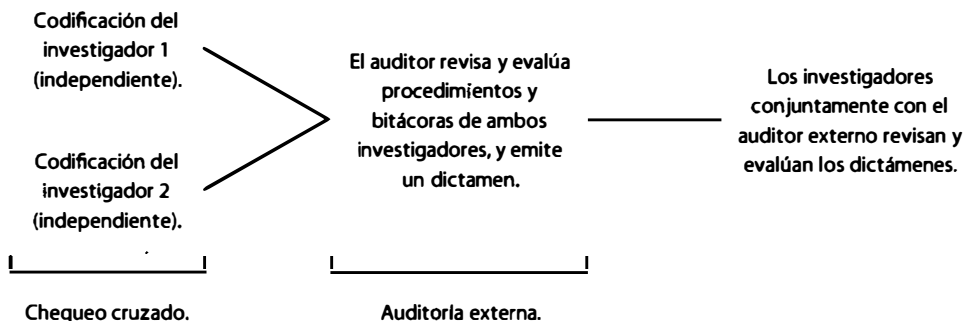 Codificación del
investigador 1
(independiente).
Codificación del
investigador 2
(independiente).
El auditor revisa y evalúa
procedimientos y
bitácoras de ambos
investigadores, y emite
un dictamen.
Los investigadores
conjuntamente con el
auditor externo revisan y
evalúan los dictámenes.
Chequeo cruzado.
Auditoría externa.